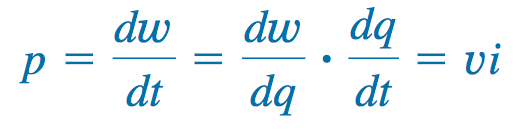 p = dw/dt = dw/dq · dq/dt = vi